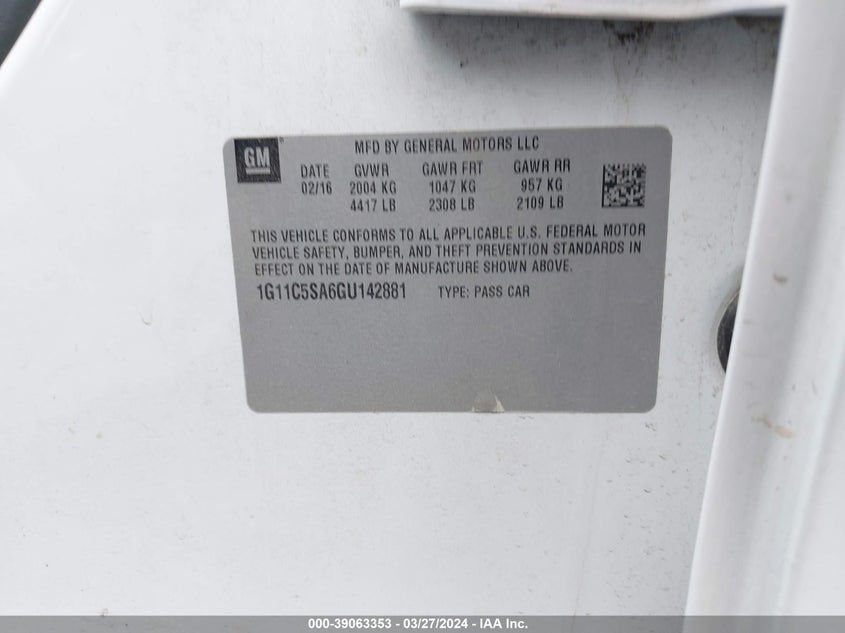 GM
MFD BY GENERAL MOTORS LLC
DATE GVWR GAWR FRT GAWR RR
02/16 2004 KG 1047 KG 957 KG
4417 LB 2308 LB 2109 LB
THIS VEHICLE CONFORMS TO ALL APPLICABLE U.S. FEDERAL MOTOR
VEHICLE SAFETY, BUMPER, AND THEFT PREVENTION STANDARDS IN
EFFECT ON THE DATE OF MANUFACTURE SHOWN ABOVE.
1G11C5SA6GU142881 TYPE: PASS CAR
000-39063353 - 03/27/2024 - IAA Inc.